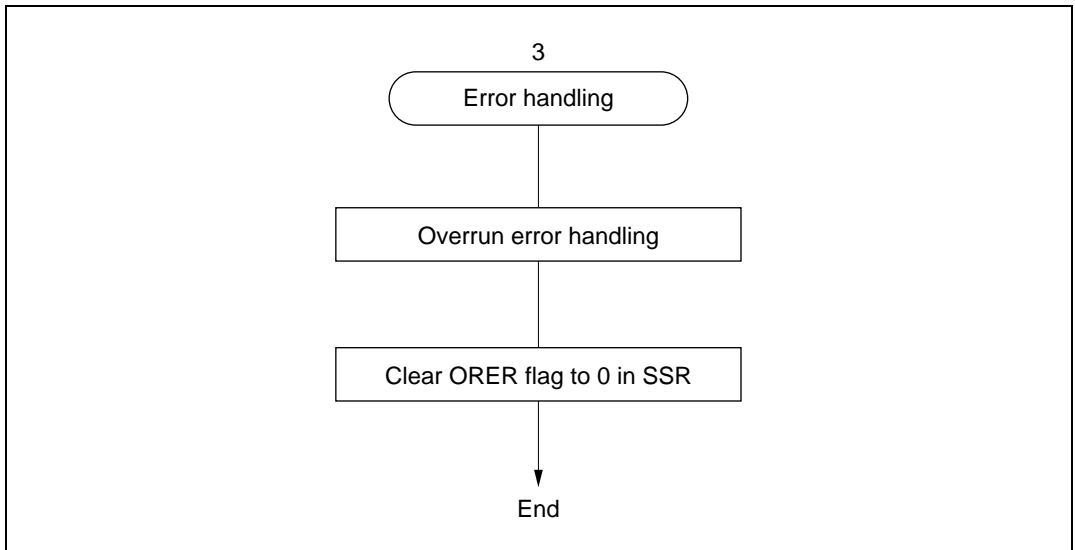 3
Error handling
Overrun error handling
Clear ORER flag to 0 in SSR
End